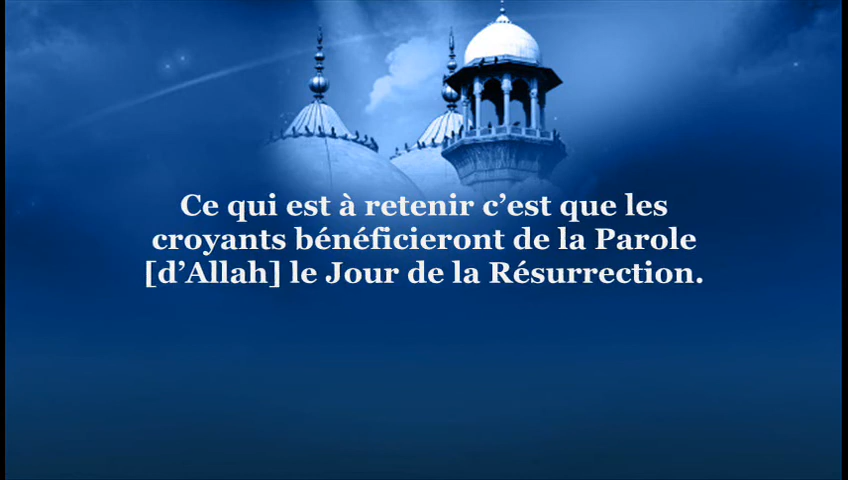 Ce qui est à retenir c’est que les
croyants bénéficieront de la Parole
[d’Allah] le Jour de la Résurrection.